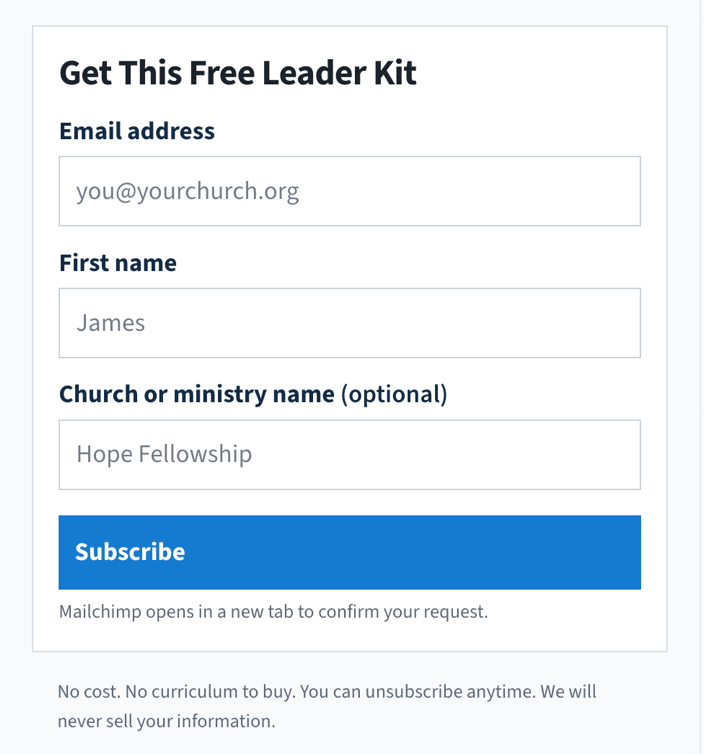 Get This Free Leader Kit
Email address
you@yourchurch.org
First name
James
Church or ministry name (optional)
Hope Fellowship
Subscribe
Mailchimp opens in a new tab to confirm your request.
No cost. No curriculum to buy. You can unsubscribe anytime. We will
never sell your information.